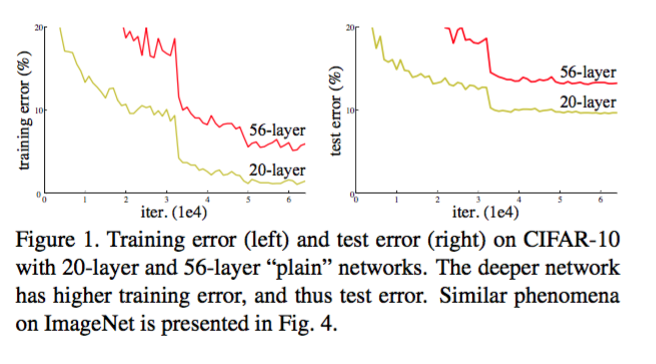 20
10
0
training error (%)
56-layer
20-layer
0 1 2 3 4 5 6
iter. (1e4)
20
10
0
test error (%)
56-layer
20-layer
0 1 2 3 4 5 6
iter. (1e4)
Figure 1. Training error (left) and test error (right) on CIFAR-10
with 20-layer and 56-layer “plain” networks. The deeper network
has higher training error, and thus test error. Similar phenomena
on ImageNet is presented in Fig. 4.